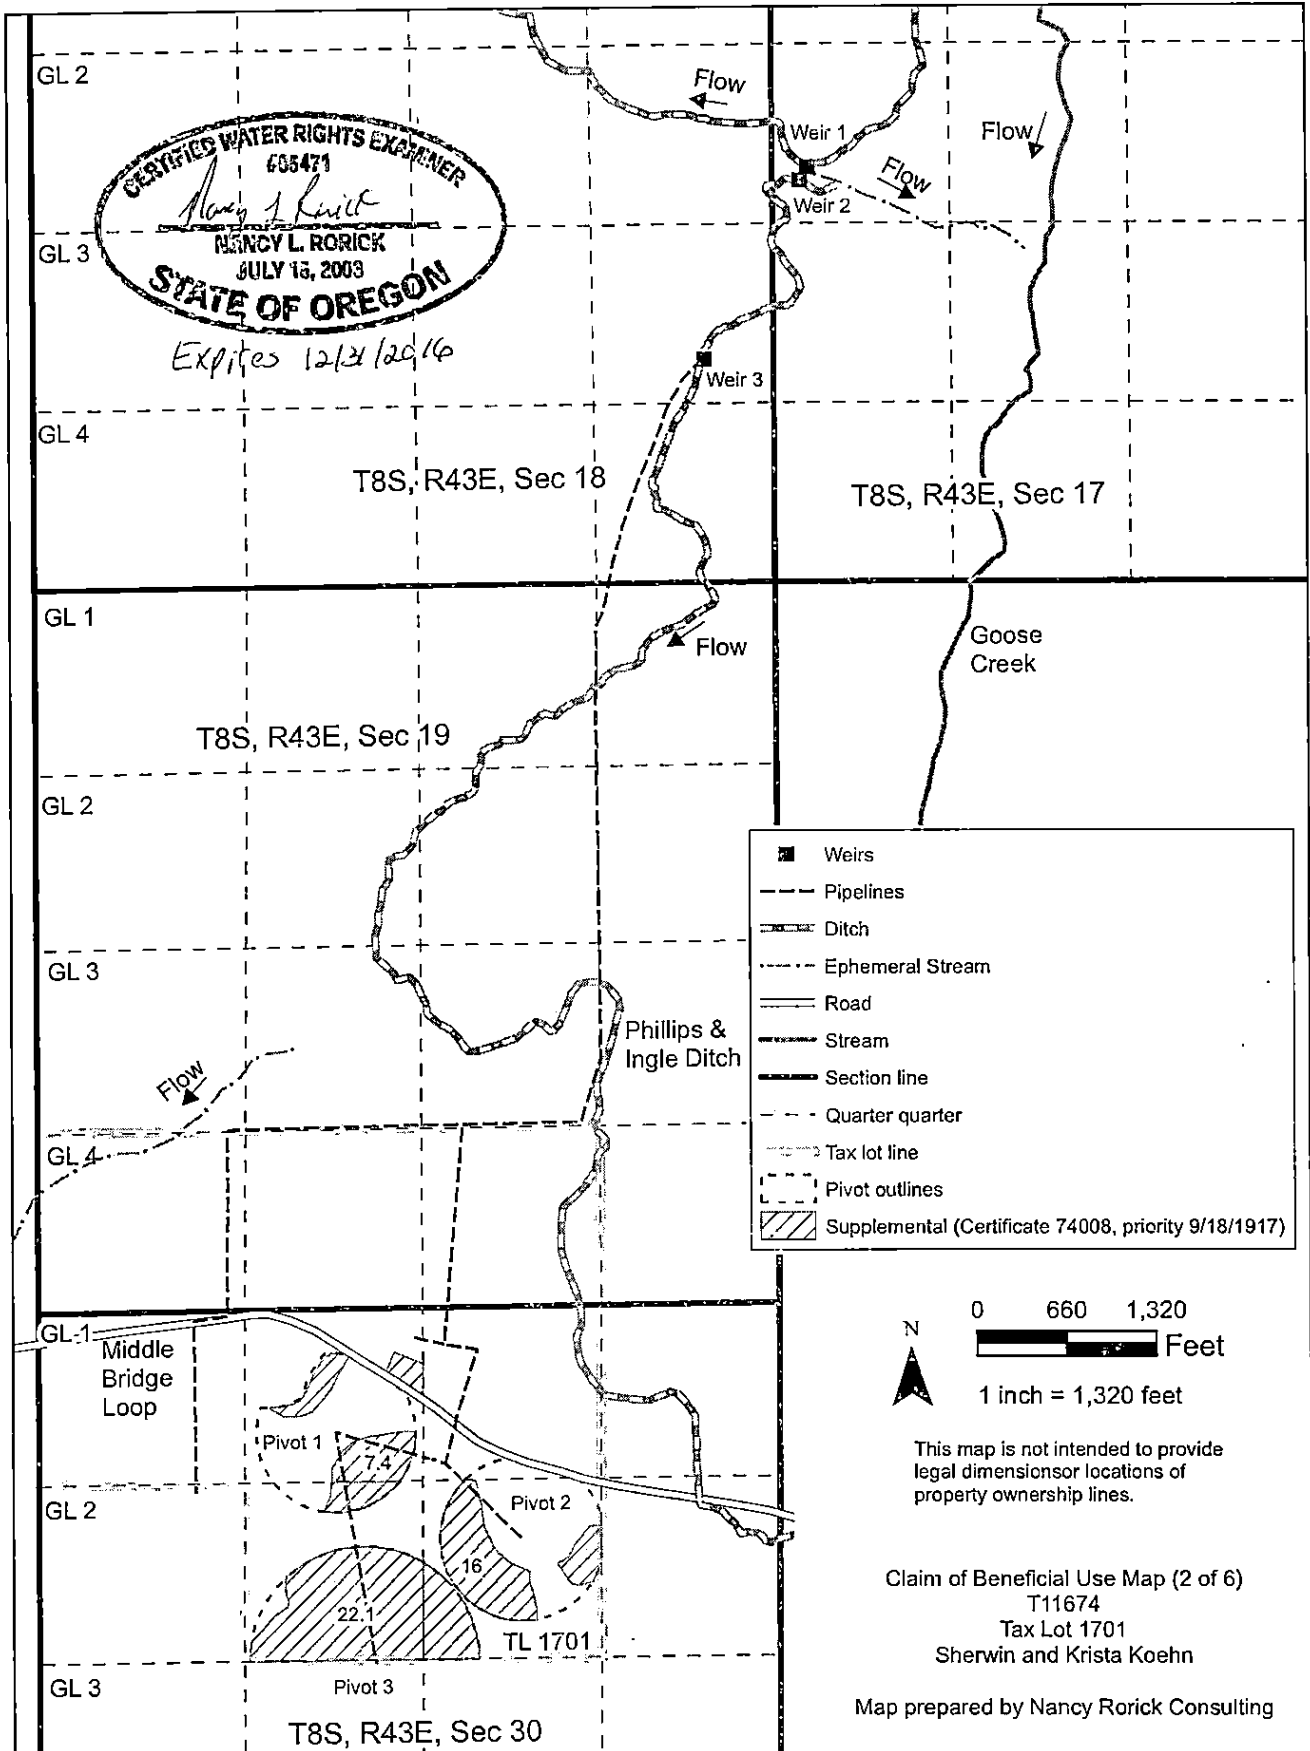 GL 2
Flow
Weir 1
Flow
CERTIFIED WATER RIGHTS EXAMINER
Nancy L Rorick
NANCY L. RORICK
JULY 15, 2003
STATE OF OREGON
Expires 12/31/2016
Flow
Weir 2
GL 3
Weir 3
GL 4
T8S, R43E, Sec 18
T8S, R43E, Sec 17
GL 1
Flow
Goose
Creek
T8S, R43E, Sec 19
GL 2
Weirs
Pipelines
Ditch
Ephemeral Stream
Road
Stream
Section line
Quarter quarter
Tax lot line
Pivot outlines
Supplemental (Certificate 74008, priority 9/18/1917)
GL 3
Phillips &
Ingle Ditch
Flow
GL 4
GL 1
Middle
Bridge
Loop
N
0 660 1,320
Feet
1 inch = 1,320 feet
Pivot 1
7.4
This map is not intended to provide
legal dimensionsor locations of
property ownership lines.
GL 2
Pivot 2
16
22.1
TL 1701
GL 3
Pivot 3
T8S, R43E, Sec 30
Claim of Beneficial Use Map (2 of 6)
T11674
Tax Lot 1701
Sherwin and Krista Koehn
Map prepared by Nancy Rorick Consulting